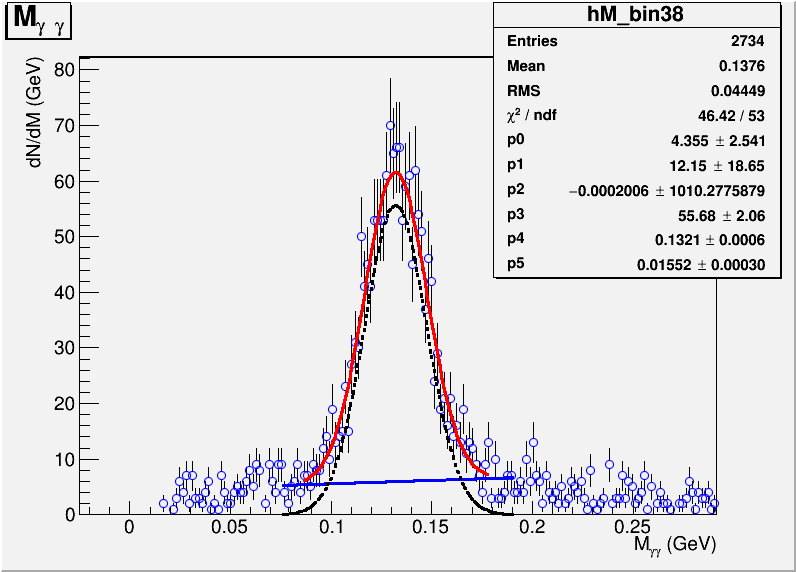 Mγ γ
hM_bin38
Entries 2734
Mean 0.1376
RMS 0.04449
χ² / ndf 46.42 / 53
p0 4.355 ± 2.541
p1 12.15 ± 18.65
p2 −0.0002006 ± 1010.2775879
p3 55.68 ± 2.06
p4 0.1321 ± 0.0006
p5 0.01552 ± 0.00030
dN/dM (GeV)
80
70
60
50
40
30
20
10
0
0 0.05 0.1 0.15 0.2 0.25
Mγγ (GeV)